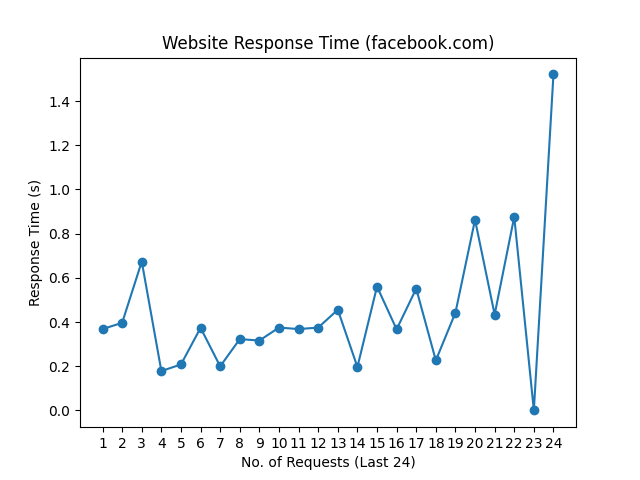 Website Response Time (facebook.com)
Response Time (s)
1.4
1.2
1.0
0.8
0.6
0.4
0.2
0.0
1 2 3 4 5 6 7 8 9 10 11 12 13 14 15 16 17 18 19 20 21 22 23 24
No. of Requests (Last 24)